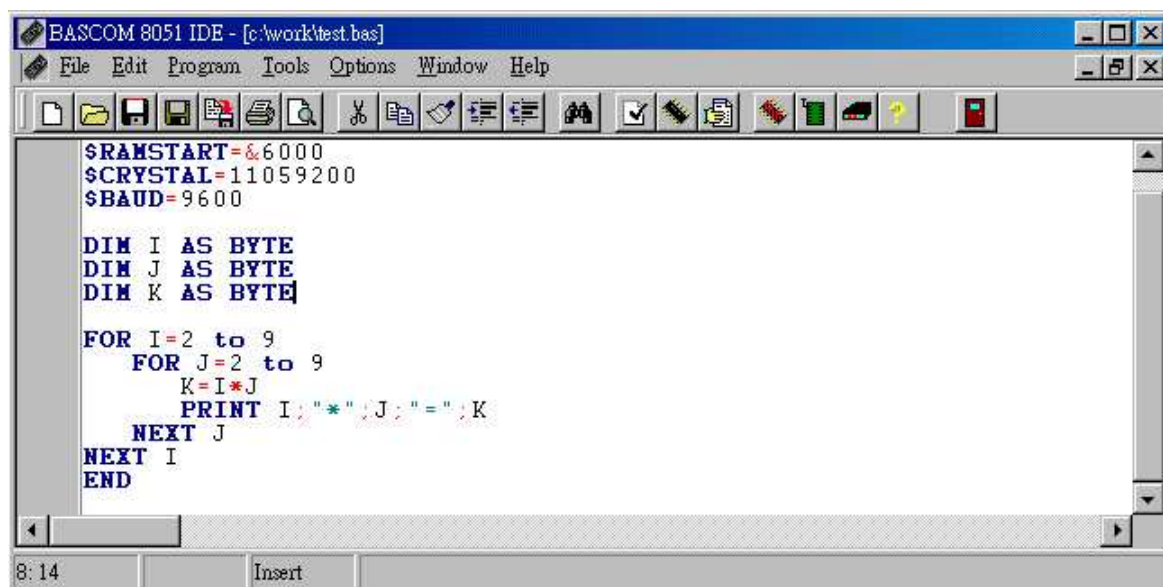 BASCOM 8051 IDE - [c:\work\test.bas]
File Edit Program Tools Options Window Help
$RAMSTART=&6000
$CRYSTAL=11059200
$BAUD=9600
DIM I AS BYTE
DIM J AS BYTE
DIM K AS BYTE
FOR I=2 to 9
FOR J=2 to 9
K=I*J
PRINT I;"*";J;"=";K
NEXT J
NEXT I
END
8: 14 Insert